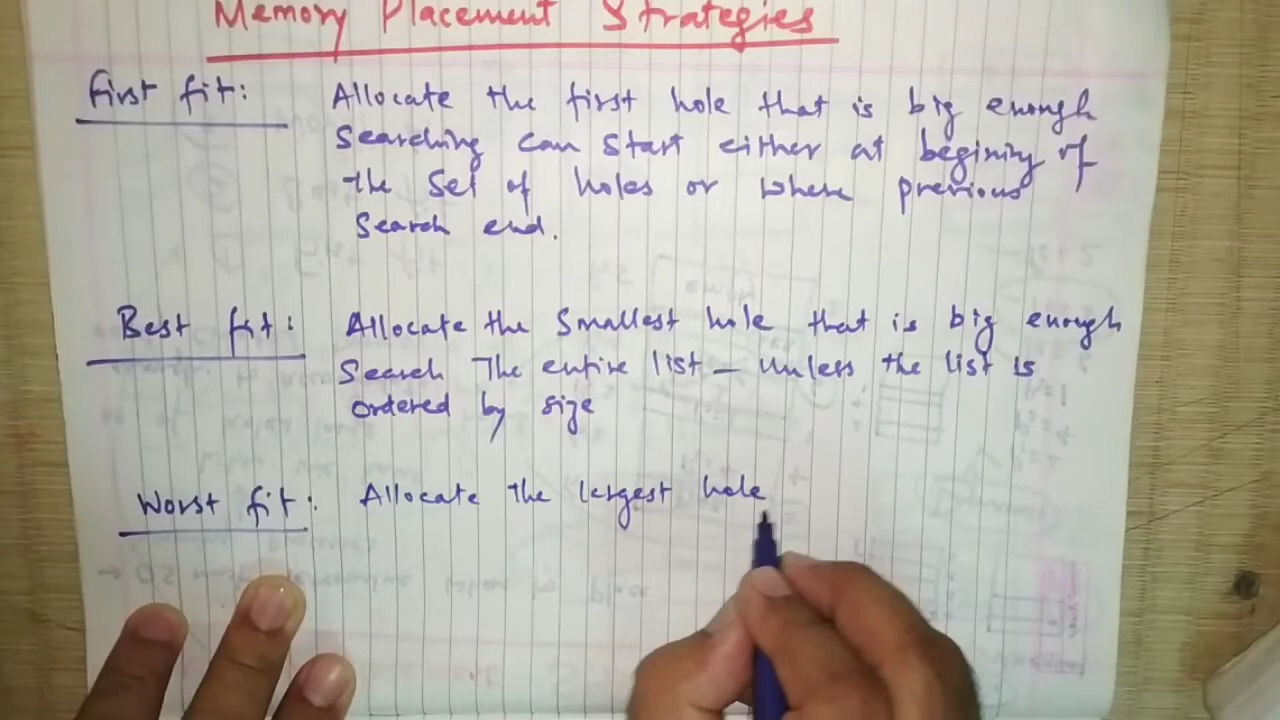 Memory Placement Strategies
First fit: Allocate the first hole that is big enough
Searching can start either at begining of
the set of holes or where previous
Search end.
Best fit: Allocate the smallest hole that is big enough
Search The entire list – unless the list is
ordered by size
Worst fit: Allocate the largest hole